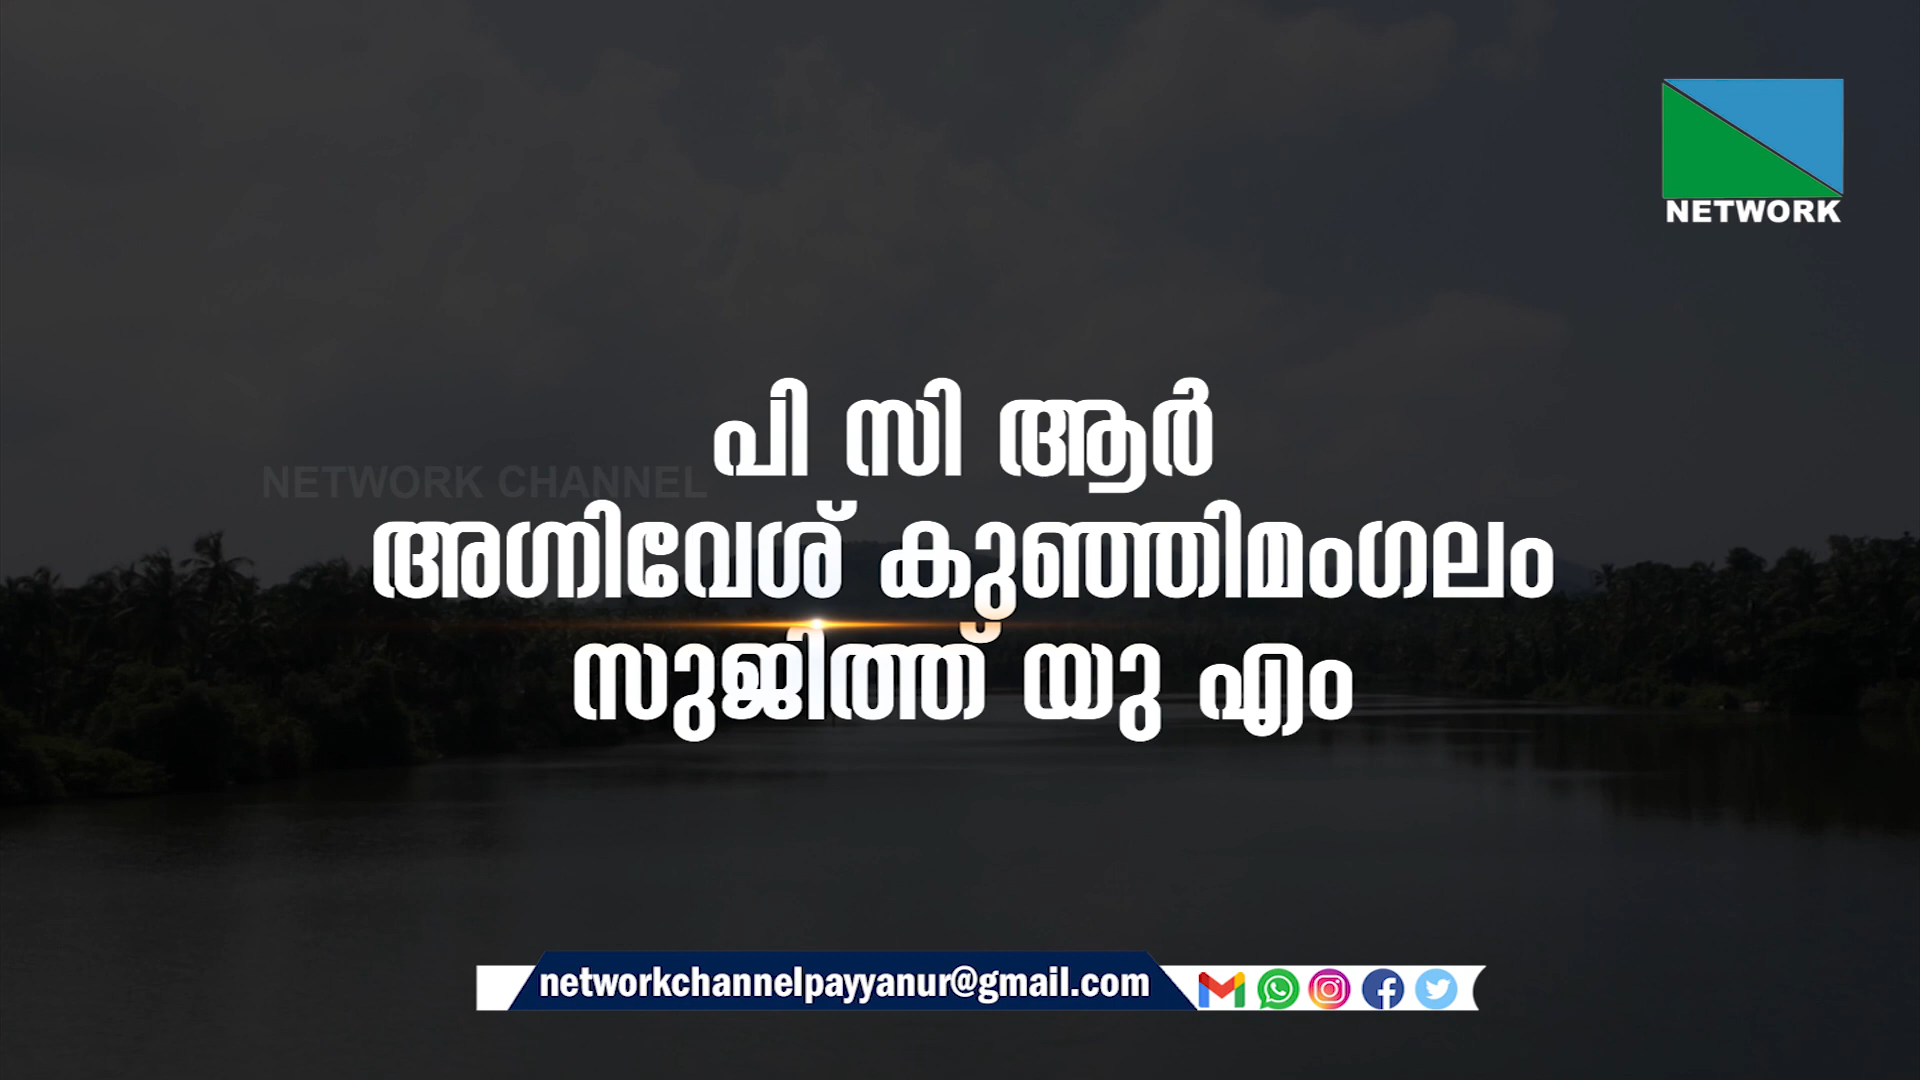 NETWORK
പി സി ആർ
NETWORK CHANNEL
അഗ്നിവേശ് കുഞ്ഞിമംഗലം
സുജിത്ത് യു എം
networkchannelpayyanur@gmail.com